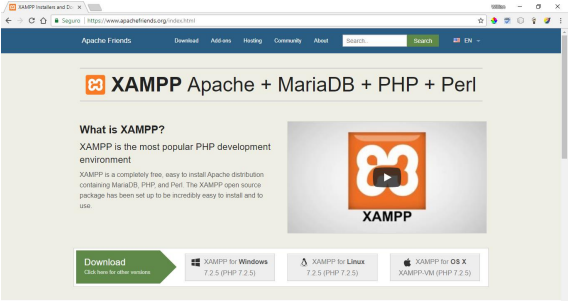 XAMPP Installers and Do
Seguro | https://www.apachefriends.org/index.html
Apache Friends Download Add-ons Hosting Community About Search... Search EN
XAMPP Apache + MariaDB + PHP + Perl
What is XAMPP?
XAMPP is the most popular PHP development
environment
XAMPP is a completely free, easy to install Apache distribution
containing MariaDB, PHP, and Perl. The XAMPP open source
package has been set up to be incredibly easy to install and to
use.
XAMPP
Download
Click here for other versions
XAMPP for Windows
7.2.5 (PHP 7.2.5)
XAMPP for Linux
7.2.5 (PHP 7.2.5)
XAMPP for OS X
XAMPP-VM (PHP 7.2.5)